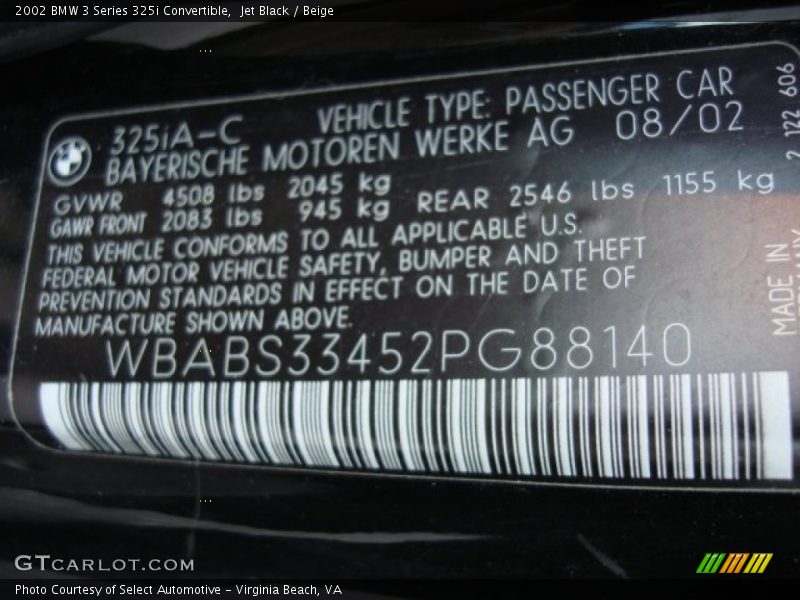 2002 BMW 3 Series 325i Convertible,  Jet Black / Beige
325iA-C VEHICLE TYPE: PASSENGER CAR
BAYERISCHE MOTOREN WERKE AG 08/02
GVWR 4508 lbs 2045 kg
GAWR FRONT 2083 lbs 945 kg REAR 2546 lbs 1155 kg
THIS VEHICLE CONFORMS TO ALL APPLICABLE U.S.
FEDERAL MOTOR VEHICLE SAFETY, BUMPER AND THEFT
PREVENTION STANDARDS IN EFFECT ON THE DATE OF
MANUFACTURE SHOWN ABOVE.
WBABS33452PG88140
2 122 606
MADE IN
GTCARLOT.COM
Photo Courtesy of Select Automotive - Virginia Beach, VA